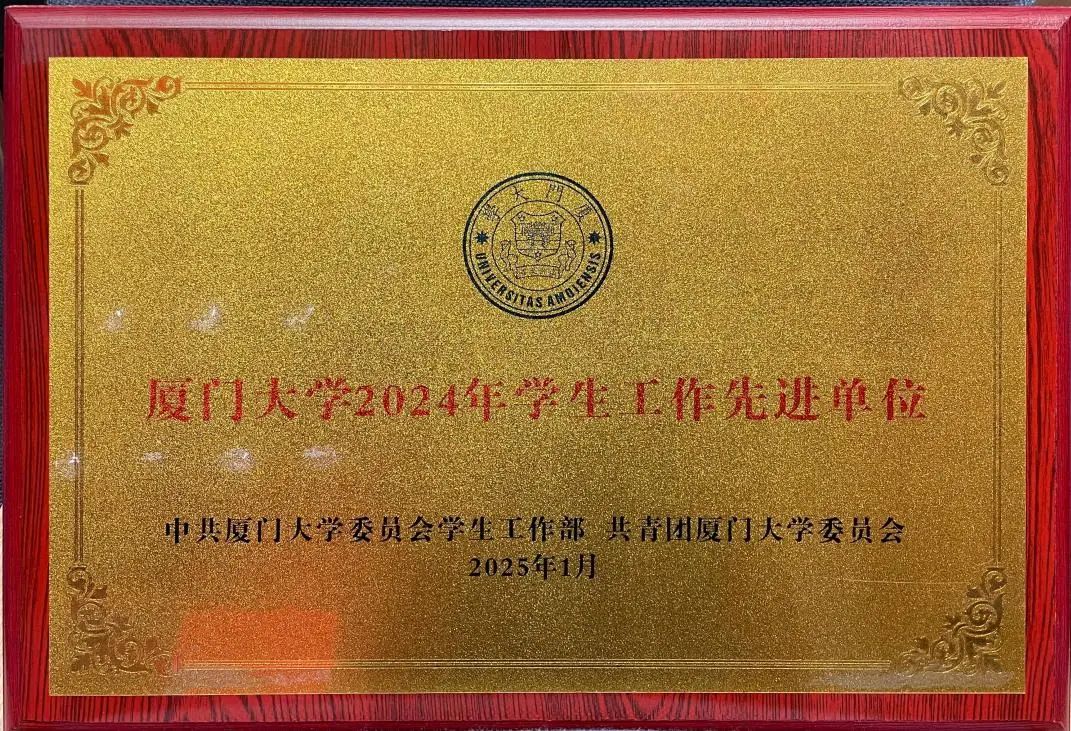 廈門大學
UNIVERSITAS AMOIENSIS
厦门大学2024年学生工作先进单位
中共厦门大学委员会学生工作部 共青团厦门大学委员会
2025年1月